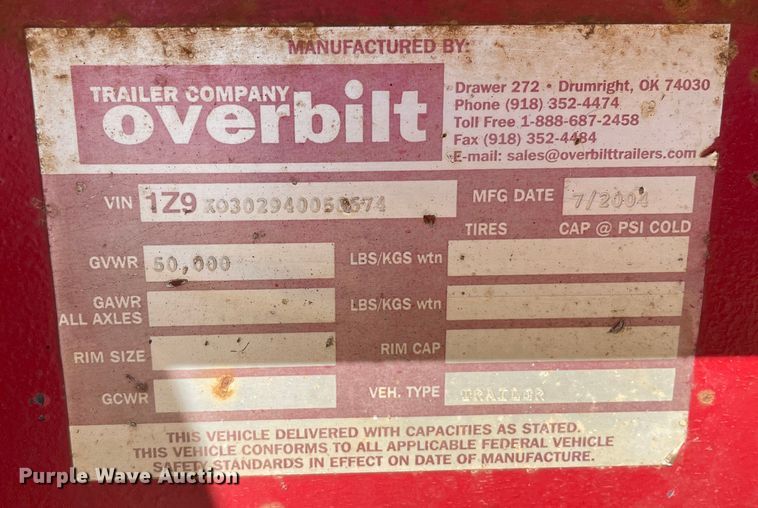 MANUFACTURED BY:
TRAILER COMPANY
overbilt
Drawer 272 • Drumright, OK 74030
Phone (918) 352-4474
Toll Free 1-888-687-2458
Fax (918) 352-4484
E-mail: sales@overbilttrailers.com
VIN 1Z9 MFG DATE 7/2004
TIRES CAP @ PSI COLD
GVWR 50,000 LBS/KGS wtn
GAWR LBS/KGS wtn
ALL AXLES
RIM SIZE RIM CAP
GCWR VEH. TYPE TRAILER
THIS VEHICLE DELIVERED WITH CAPACITIES AS STATED.
THIS VEHICLE CONFORMS TO ALL APPLICABLE FEDERAL VEHICLE
SAFETY STANDARDS IN EFFECT ON DATE OF MANUFACTURE.
Purple Wave Auction